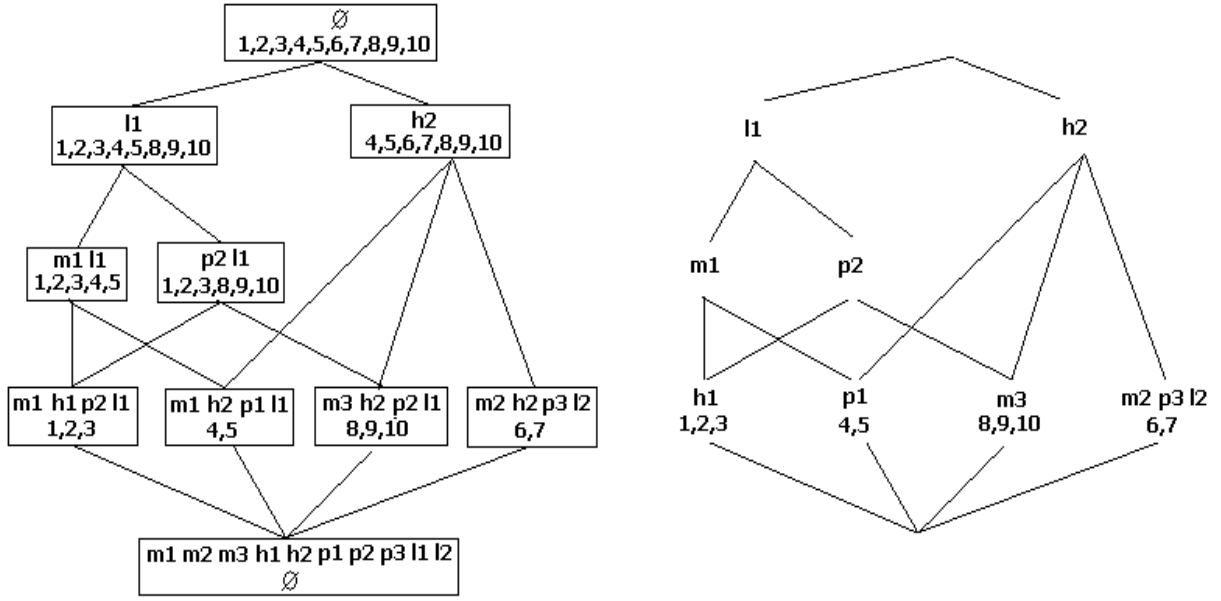 ∅
1,2,3,4,5,6,7,8,9,10
l1
1,2,3,4,5,8,9,10
h2
4,5,6,7,8,9,10
m1 l1
1,2,3,4,5
p2 l1
1,2,3,8,9,10
m1 h1 p2 l1
1,2,3
m1 h2 p1 l1
4,5
m3 h2 p2 l1
8,9,10
m2 h2 p3 l2
6,7
m1 m2 m3 h1 h2 p1 p2 p3 l1 l2
∅
l1
h2
m1
p2
h1
1,2,3
p1
4,5
m3
8,9,10
m2 p3 l2
6,7